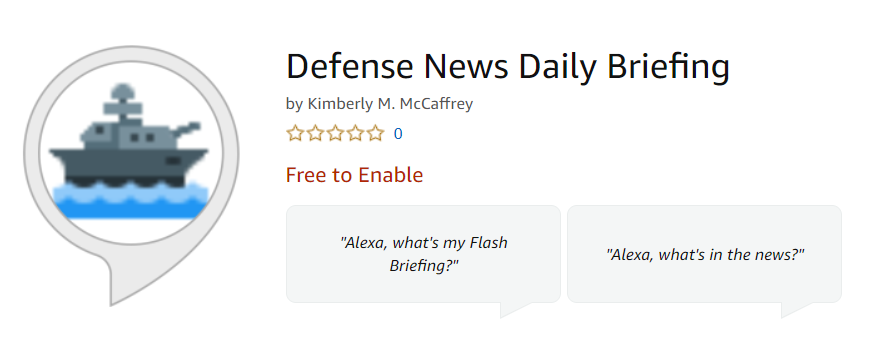 Defense News Daily Briefing
by Kimberly M. McCaffrey
0
Free to Enable
"Alexa, what's my Flash
Briefing?"
"Alexa, what's in the news?"